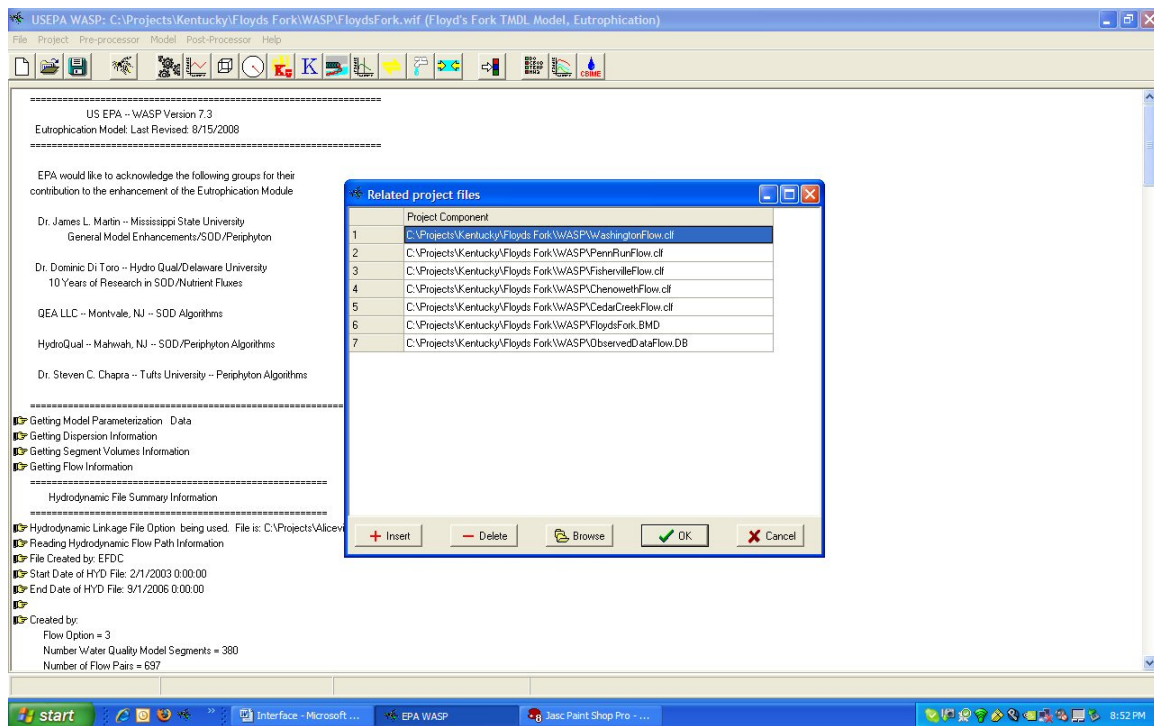 USEPA WASP: C:\Projects\Kentucky\Floyds Fork\WASP\FloydsFork.wif (Floyd's Fork TMDL Model, Eutrophication)
File Project Pre-processor Model Post-Processor Help
K
CBIME
================================================================
US EPA -- WASP Version 7.3
Eutrophication Model: Last Revised: 8/15/2008
================================================================
EPA would like to acknowledge the following groups for their
contribution to the enhancement of the Eutrophication Module
Dr. James L. Martin -- Mississippi State University
General Model Enhancements/SOD/Periphyton
Dr. Dominic Di Toro -- Hydro Qual/Delaware University
10 Years of Research in SOD/Nutrient Fluxes
QEA LLC -- Montvale, NJ -- SOD Algorithms
HydroQual -- Mahwah, NJ -- SOD/Periphyton Algorithms
Dr. Steven C. Chapra -- Tufts University -- Periphyton Algorithms
================================================================
Getting Model Parameterization Data
Getting Dispersion Information
Getting Segment Volumes Information
Getting Flow Information
======================================================
Hydrodynamic File Summary Information
======================================================
Hydrodynamic Linkage File Option being used. File is: C:\Projects\Alicevi
Reading Hydrodynamic Flow Path Information
File Created by: EFDC
Start Date of HYD File: 2/1/2003 0:00:00
End Date of HYD File: 9/1/2006 0:00:00
Created by:
Flow Option = 3
Number Water Quality Model Segments = 380
Number of Flow Pairs = 697
Related project files
Project Component
1 C:\Projects\Kentucky\Floyds Fork\WASP\WashingtonFlow.clf
2 C:\Projects\Kentucky\Floyds Fork\WASP\PennRunFlow.clf
3 C:\Projects\Kentucky\Floyds Fork\WASP\FishervilleFlow.clf
4 C:\Projects\Kentucky\Floyds Fork\WASP\ChenowethFlow.clf
5 C:\Projects\Kentucky\Floyds Fork\WASP\CedarCreekFlow.clf
6 C:\Projects\Kentucky\Floyds Fork\WASP\FloydsFork.BMD
7 C:\Projects\Kentucky\Floyds Fork\WASP\ObservedDataFlow.DB
Insert Delete Browse OK Cancel
start Interface - Microsoft ... EPA WASP Jasc Paint Shop Pro - ... 8:52 PM